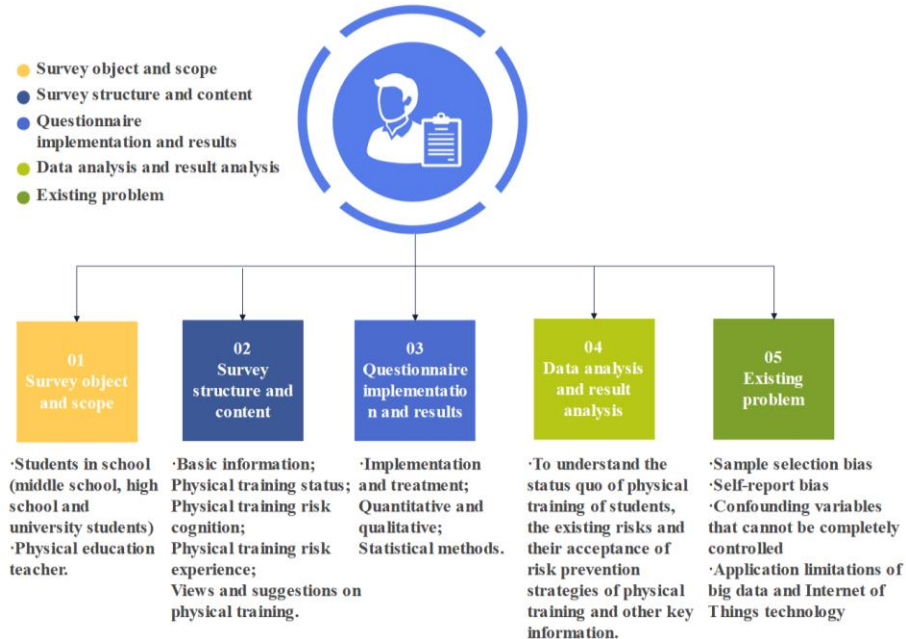 Survey object and scope
Survey structure and content
Questionnaire
implementation and results
Data analysis and result analysis
Existing problem
01
Survey object
and scope
02
Survey
structure and
content
03
Questionnaire
implementatio
n and results
04
Data analysis
and result
analysis
05
Existing
problem
·Students in school
(middle school, high
school and
university students)
·Physical education
teacher.
·Basic information;
Physical training status;
Physical training risk
cognition;
Physical training risk
experience;
Views and suggestions on
physical training.
·Implementation
and treatment;
Quantitative and
qualitative;
Statistical methods.
·To understand the
status quo of physical
training of students,
the existing risks and
their acceptance of
risk prevention
strategies of physical
training and other key
information.
·Sample selection bias
·Self-report bias
·Confounding variables
that cannot be completely
controlled
·Application limitations of
big data and Internet of
Things technology